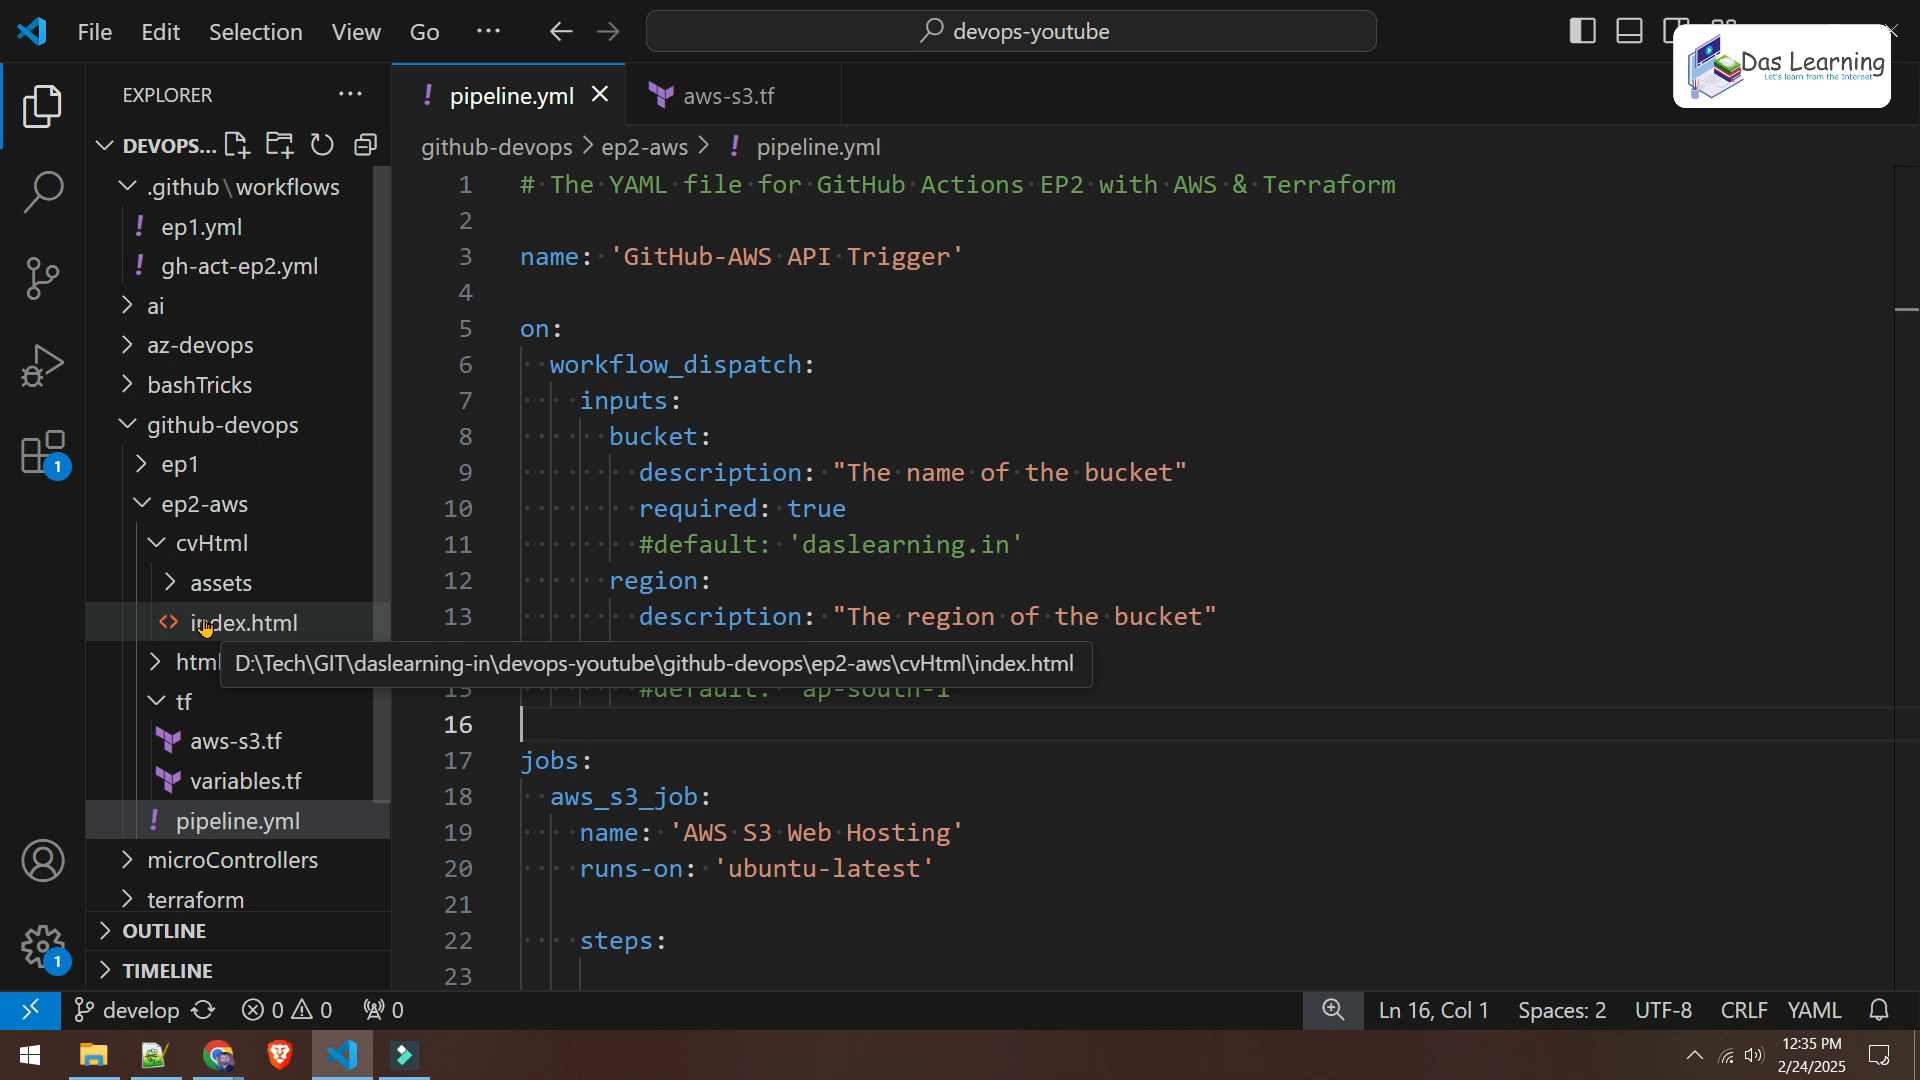 File Edit Selection View Go ··· devops-youtube
Das Learning
Let's learn from the Internet
EXPLORER
DEVOPS...
.github\workflows
ep1.yml
gh-act-ep2.yml
ai
az-devops
bashTricks
github-devops
ep1
ep2-aws
cvHtml
assets
index.html
html
D:\Tech\GIT\daslearning-in\devops-youtube\github-devops\ep2-aws\cvHtml\index.html
tf
aws-s3.tf
variables.tf
pipeline.yml
microControllers
terraform
OUTLINE
TIMELINE
pipeline.yml aws-s3.tf
github-devops > ep2-aws > pipeline.yml
1 # The YAML file for GitHub Actions EP2 with AWS & Terraform
2
3 name: 'GitHub-AWS API Trigger'
4
5 on:
6 workflow_dispatch:
7 inputs:
8 bucket:
9 description: "The name of the bucket"
10 required: true
11 #default: 'daslearning.in'
12 region:
13 description: "The region of the bucket"
15 #default: 'ap-south-1'
16
17 jobs:
18 aws_s3_job:
19 name: 'AWS S3 Web Hosting'
20 runs-on: 'ubuntu-latest'
21
22 steps:
23
1
1
develop 0 0 0 Ln 16, Col 1 Spaces: 2 UTF-8 CRLF YAML
12:35 PM
2/24/2025